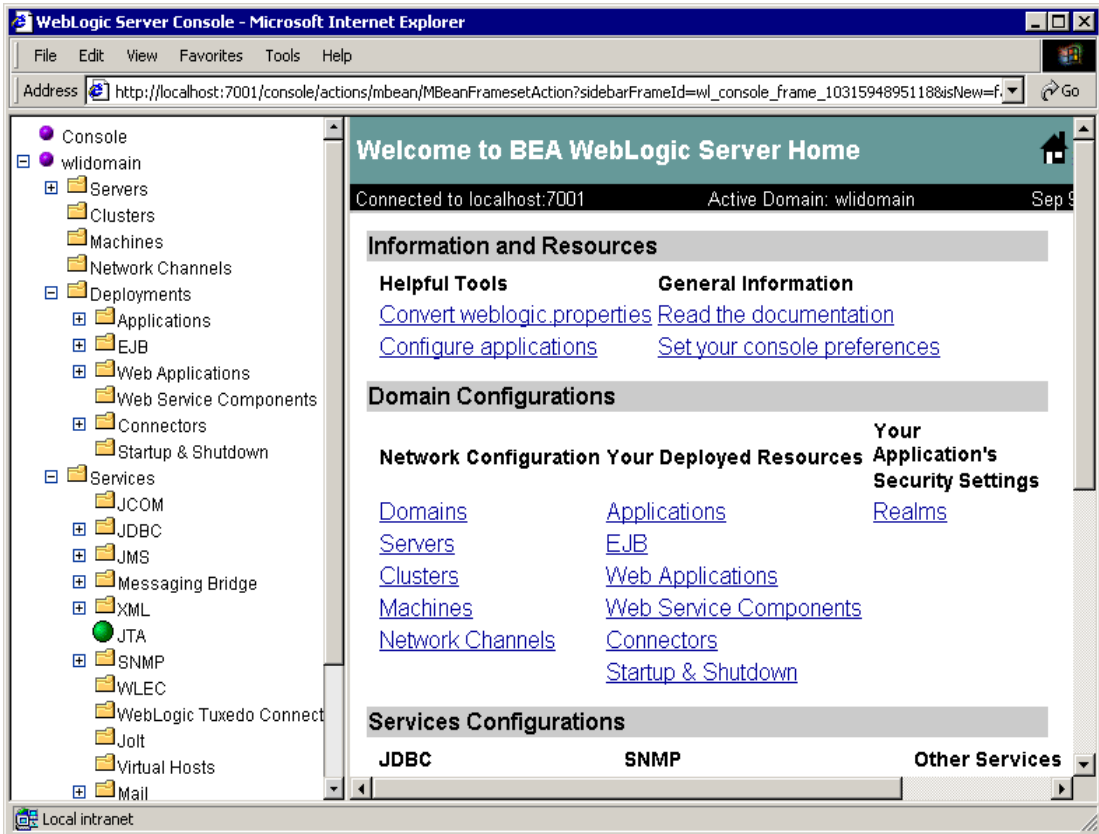 WebLogic Server Console - Microsoft Internet Explorer
File Edit View Favorites Tools Help
Address http://localhost:7001/console/actions/mbean/MBeanFramesetAction?sidebarFrameId=wl_console_frame_1031594895118&isNew=f Go
Console
wlidomain
Servers
Clusters
Machines
Network Channels
Deployments
Applications
EJB
Web Applications
Web Service Components
Connectors
Startup & Shutdown
Services
JCOM
JDBC
JMS
Messaging Bridge
XML
JTA
SNMP
WLEC
WebLogic Tuxedo Connect
Jolt
Virtual Hosts
Mail
Welcome to BEA WebLogic Server Home
Connected to localhost:7001 Active Domain: wlidomain Sep
Information and Resources
Helpful Tools General Information
Convert weblogic.properties Read the documentation
Configure applications Set your console preferences
Domain Configurations
Network Configuration Your Deployed Resources Your Application's Security Settings
Domains Applications Realms
Servers EJB
Clusters Web Applications
Machines Web Service Components
Network Channels Connectors
Startup & Shutdown
Services Configurations
JDBC SNMP Other Services
Local intranet